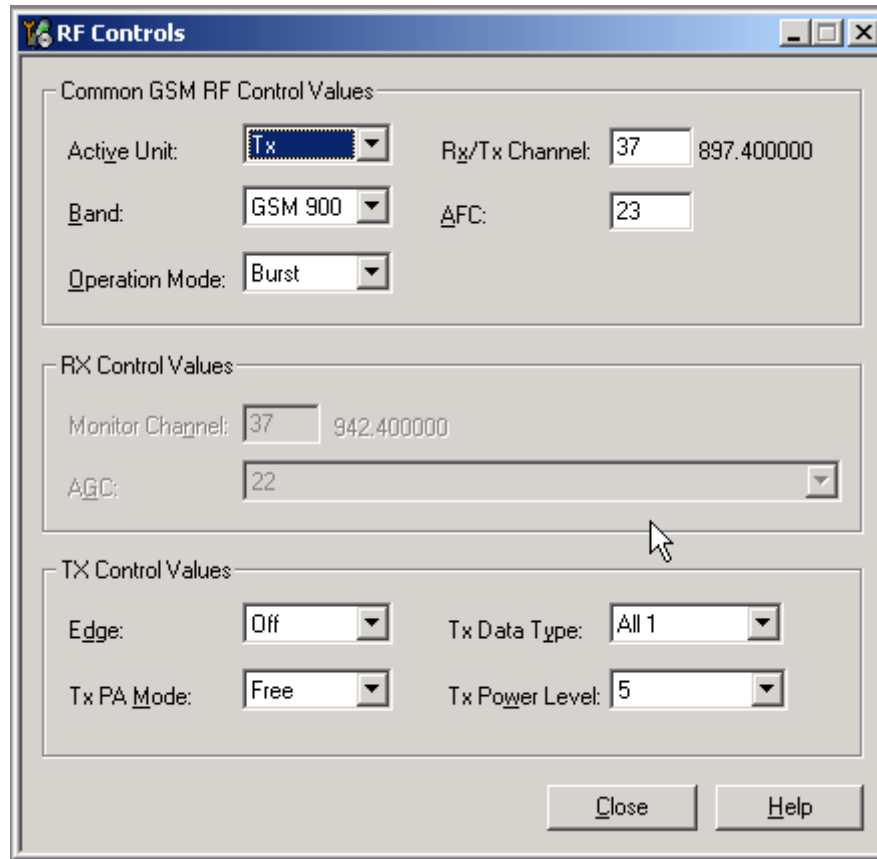 RF Controls
Common GSM RF Control Values
Active Unit: Tx Rx/Tx Channel: 37 897.400000
Band: GSM 900 AFC: 23
Operation Mode: Burst
RX Control Values
Monitor Channel: 37 942.400000
AGC: 22
TX Control Values
Edge: Off Tx Data Type: All 1
Tx PA Mode: Free Tx Power Level: 5
Close Help